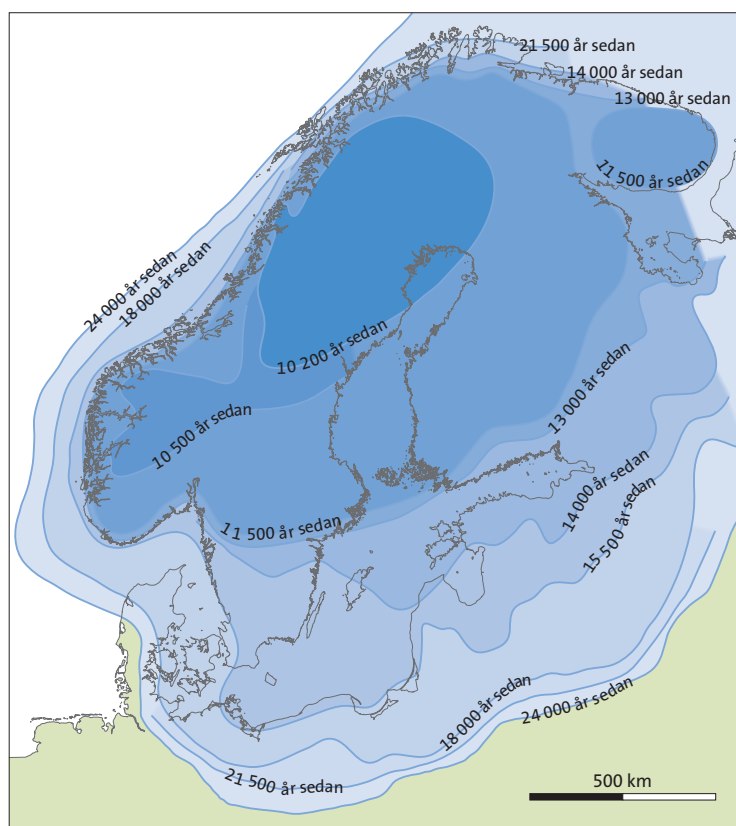 21 500 år sedan
14 000 år sedan
13 000 år sedan
11 500 år sedan
24 000 år sedan
18 000 år sedan
10 200 år sedan
10 500 år sedan
13 000 år sedan
11 500 år sedan
14 000 år sedan
15 500 år sedan
18 000 år sedan
24 000 år sedan
21 500 år sedan
500 km